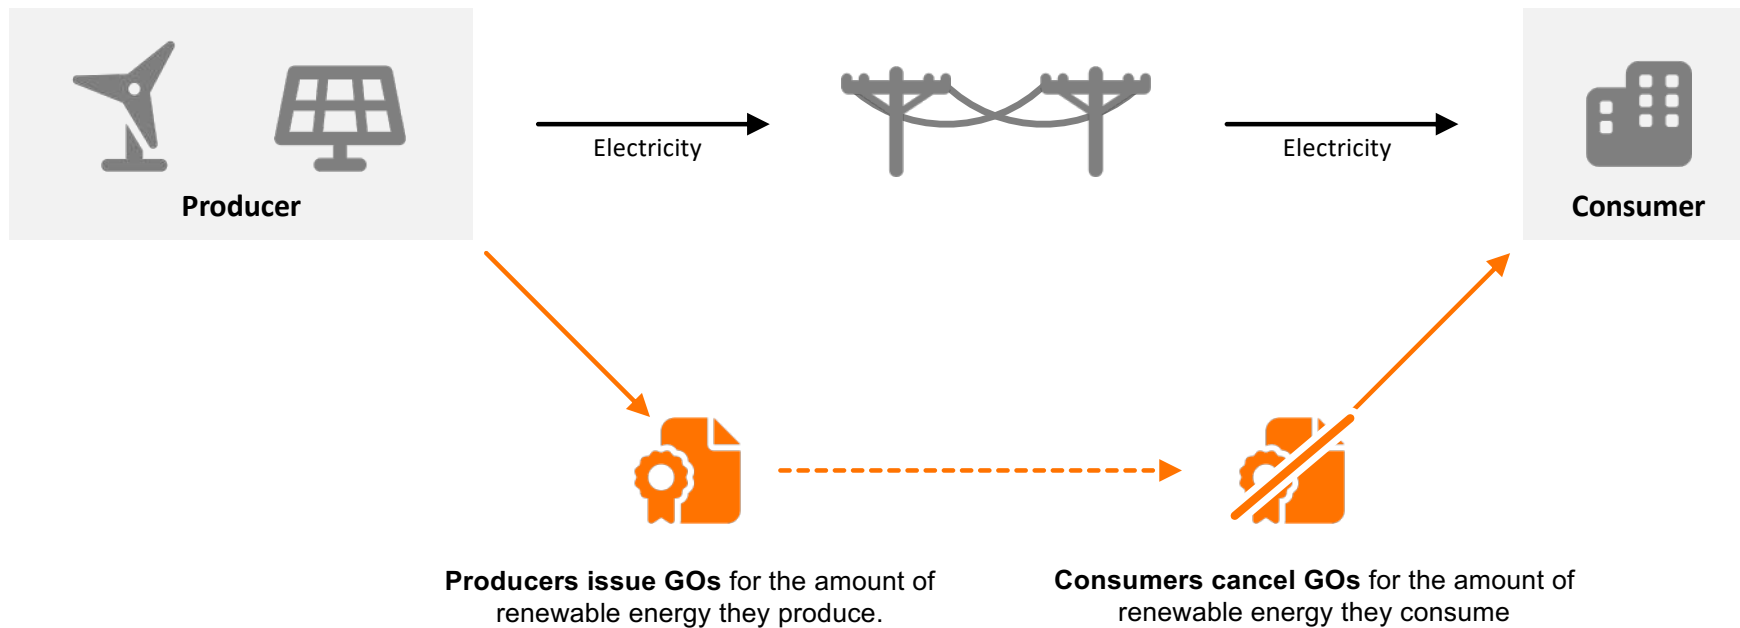 Electricity
Electricity
Producer
Consumer
Producers issue GOs for the amount of
renewable energy they produce.
Consumers cancel GOs for the amount of
renewable energy they consume